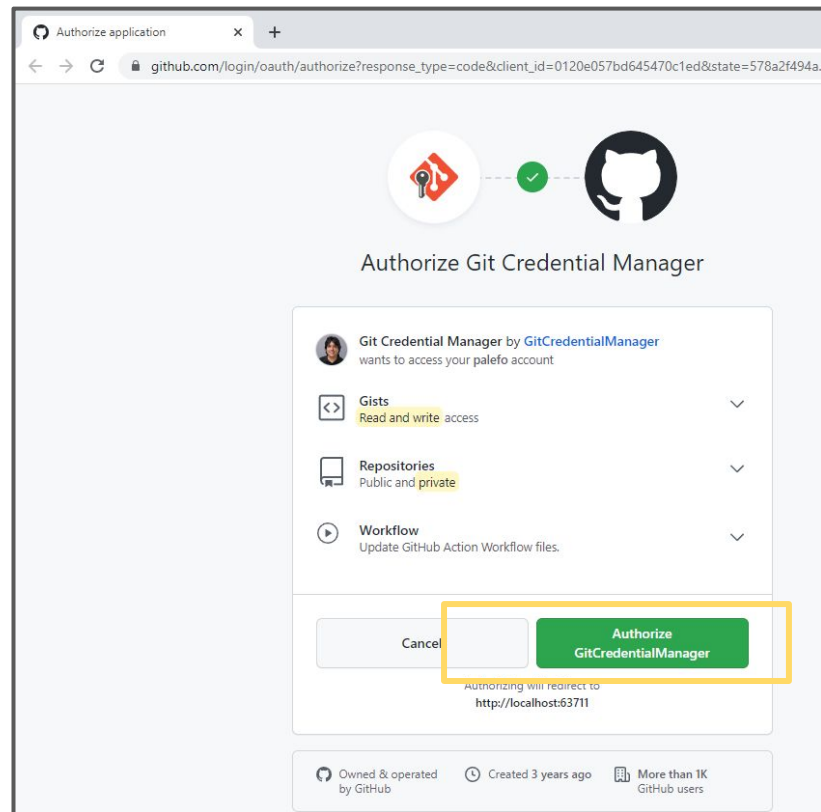 Authorize application
github.com/login/oauth/authorize?response_type=code&client_id=0120e057bd645470c1ed&state=578a2f494a.
Authorize Git Credential Manager
Git Credential Manager by GitCredentialManager
wants to access your palefo account
Gists
Read and write access
Repositories
Public and private
Workflow
Update GitHub Action Workflow files.
Cancel
Authorize
GitCredentialManager
Authorizing will redirect to
http://localhost:63711
Owned & operated
by GitHub
Created 3 years ago
More than 1K
GitHub users